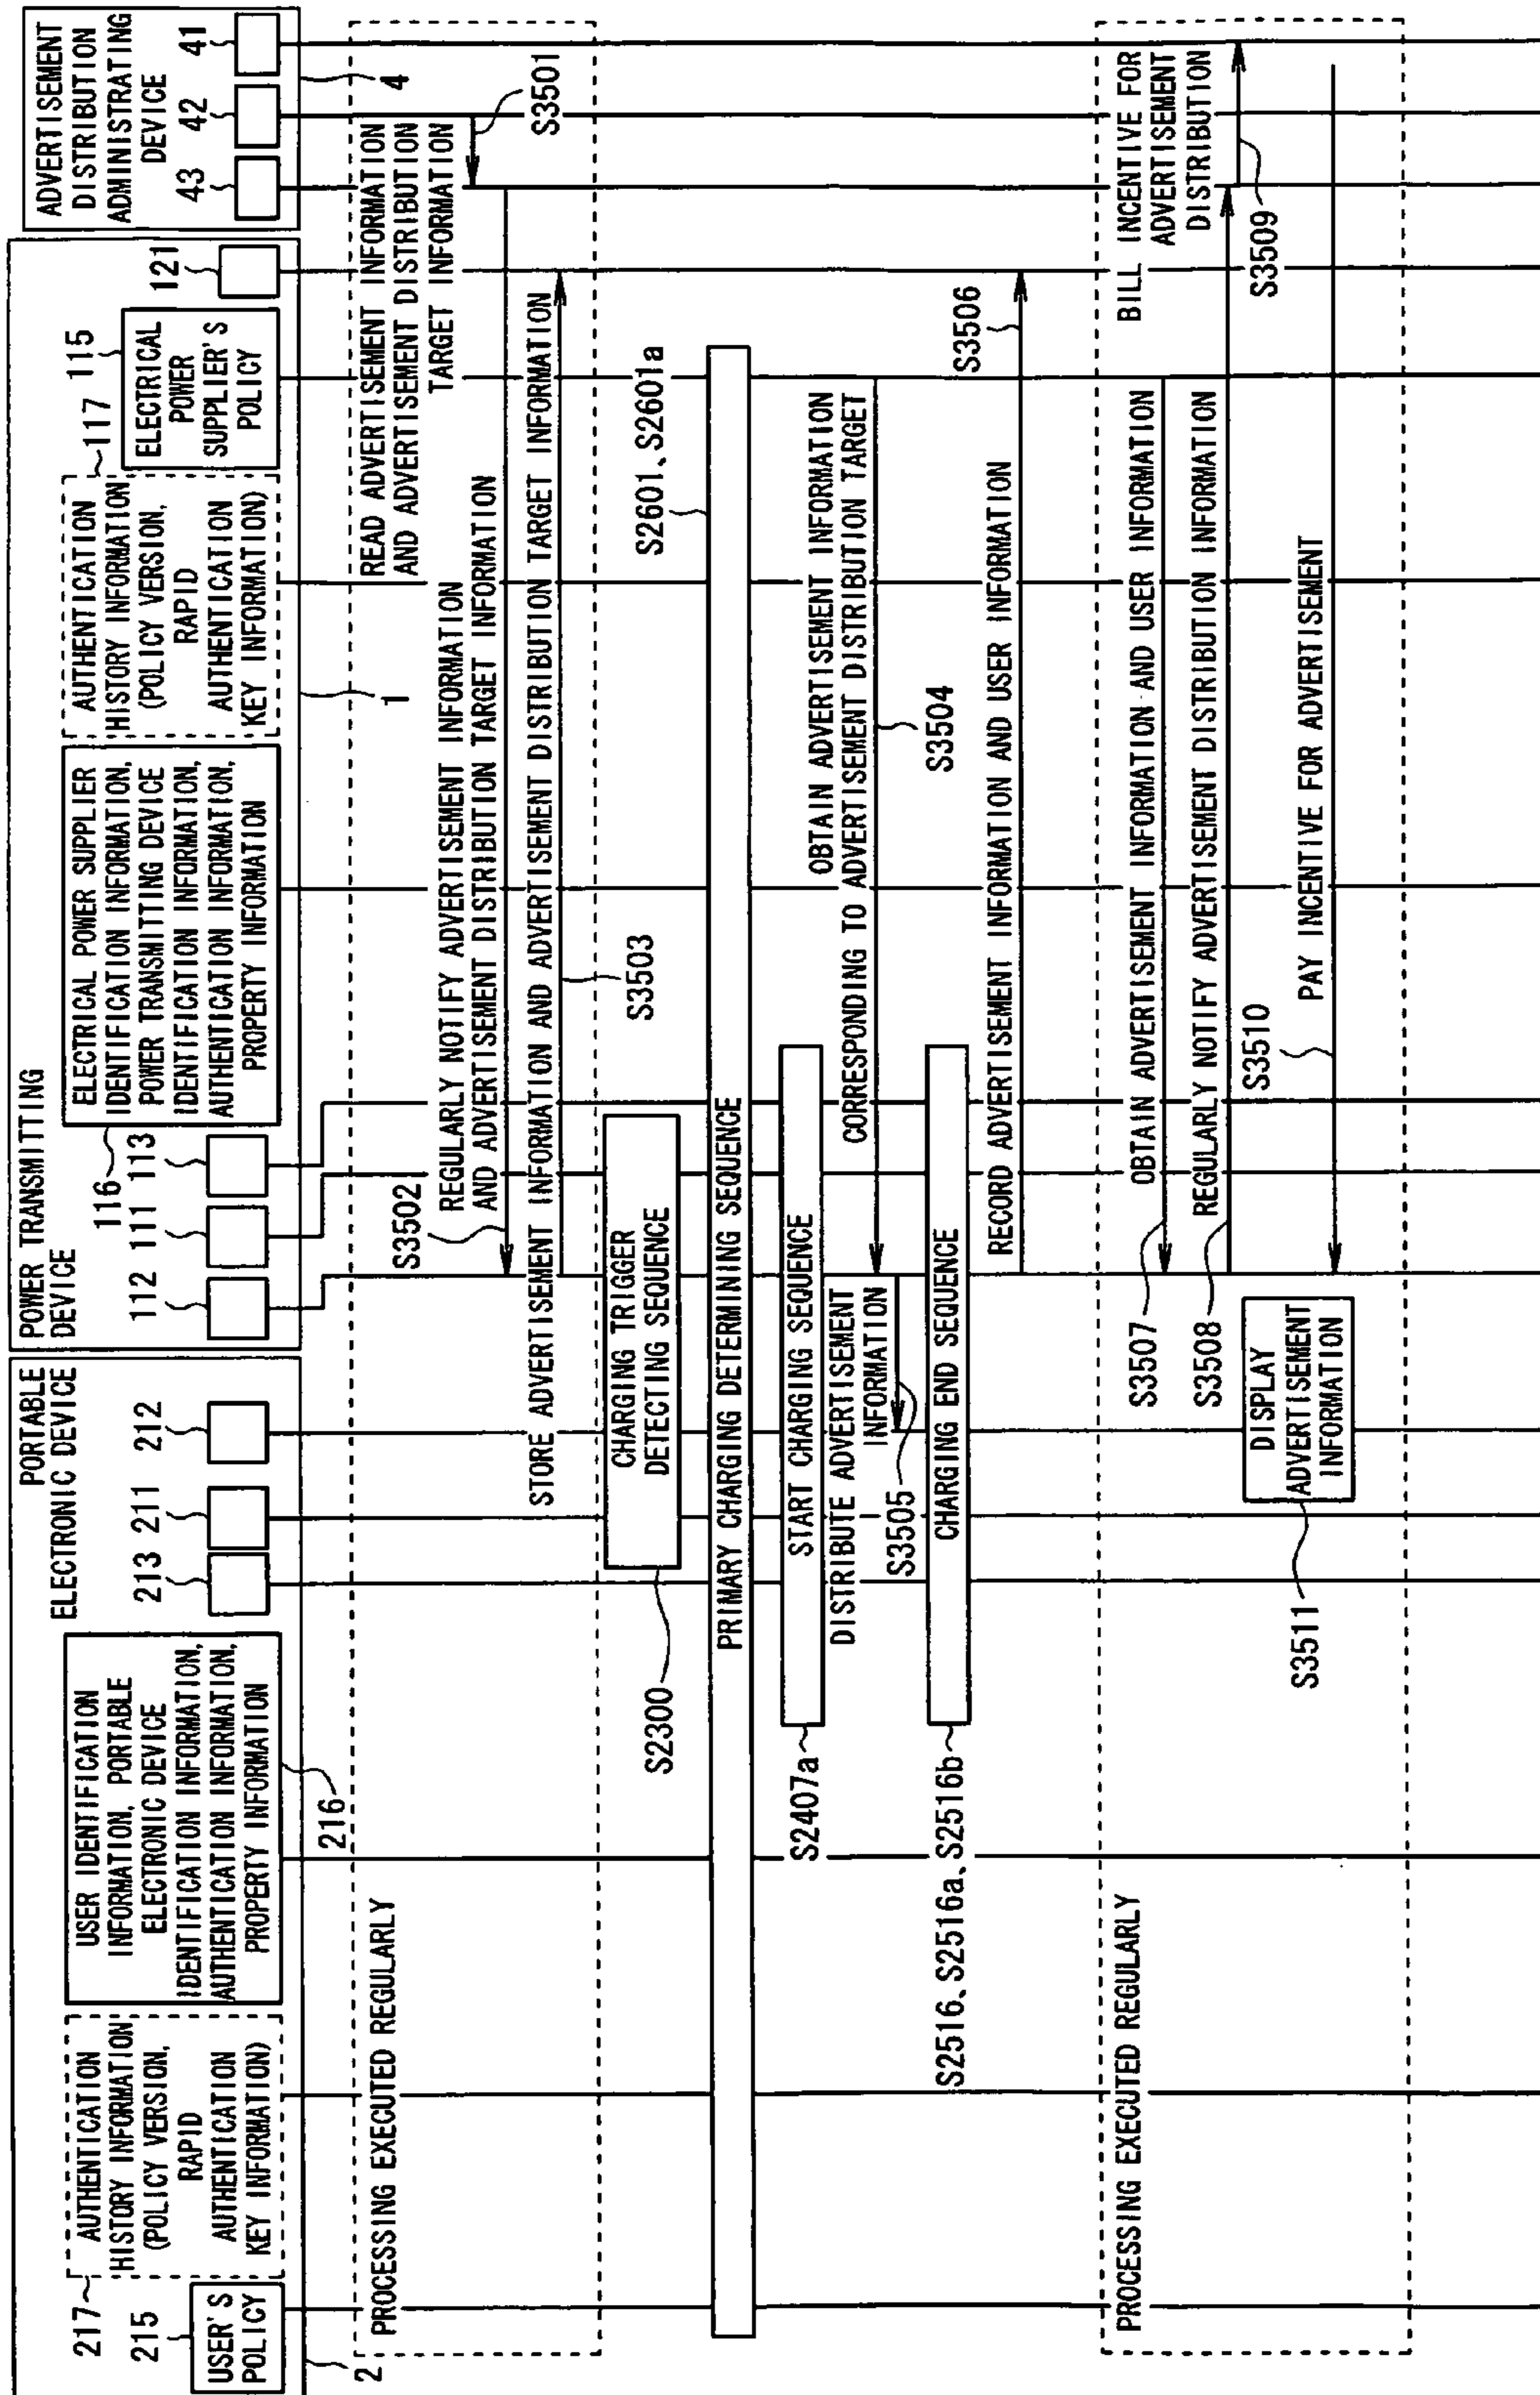 PORTABLE
ELECTRONIC DEVICE
217
AUTHENTICATION
HISTORY INFORMATION
(POLICY VERSION,
RAPID
AUTHENTICATION
KEY INFORMATION)
215
USER'S
POLICY
2
USER IDENTIFICATION
INFORMATION, PORTABLE
ELECTRONIC DEVICE
IDENTIFICATION INFORMATION,
AUTHENTICATION INFORMATION,
PROPERTY INFORMATION
216
213
211
212
POWER TRANSMITTING
DEVICE
112
111
113
116
ELECTRICAL POWER SUPPLIER
IDENTIFICATION INFORMATION,
POWER TRANSMITTING DEVICE
IDENTIFICATION INFORMATION,
AUTHENTICATION INFORMATION,
PROPERTY INFORMATION
1
AUTHENTICATION
HISTORY INFORMATION
(POLICY VERSION,
RAPID
AUTHENTICATION
KEY INFORMATION)
117
115
ELECTRICAL
POWER
SUPPLIER'S
POLICY
121
ADVERTISEMENT
DISTRIBUTION
ADMINISTRATING
DEVICE
43
42
41
4
PROCESSING EXECUTED REGULARLY
READ ADVERTISEMENT INFORMATION
AND ADVERTISEMENT DISTRIBUTION
TARGET INFORMATION
S3501
S3502
REGULARLY NOTIFY ADVERTISEMENT INFORMATION
AND ADVERTISEMENT DISTRIBUTION TARGET INFORMATION
STORE ADVERTISEMENT INFORMATION AND ADVERTISEMENT DISTRIBUTION TARGET INFORMATION
S3503
CHARGING TRIGGER
DETECTING SEQUENCE
S2300
S2601、S2601a
PRIMARY CHARGING DETERMINING SEQUENCE
START CHARGING SEQUENCE
S2407a
OBTAIN ADVERTISEMENT INFORMATION
CORRESPONDING TO ADVERTISEMENT DISTRIBUTION TARGET
S3504
DISTRIBUTE ADVERTISEMENT
INFORMATION
S3505
CHARGING END SEQUENCE
S2516、S2516a、S2516b
S3506
RECORD ADVERTISEMENT INFORMATION AND USER INFORMATION
PROCESSING EXECUTED REGULARLY
OBTAIN ADVERTISEMENT INFORMATION AND USER INFORMATION
S3507
REGULARLY NOTIFY ADVERTISEMENT DISTRIBUTION INFORMATION
S3508
BILL INCENTIVE FOR
ADVERTISEMENT
DISTRIBUTION
S3509
S3510
PAY INCENTIVE FOR ADVERTISEMENT
DISPLAY
ADVERTISEMENT
INFORMATION
S3511